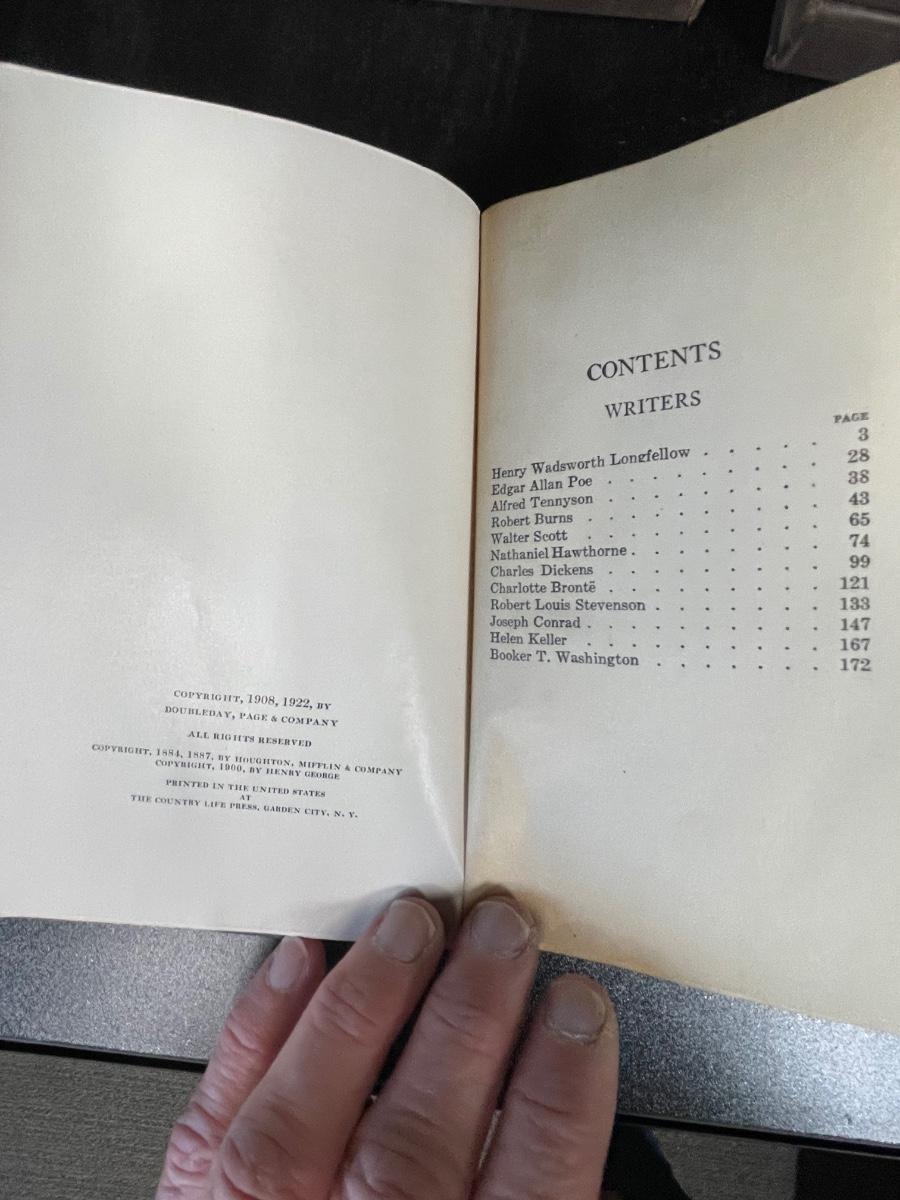 COPYRIGHT, 1908, 1922, BY
DOUBLEDAY, PAGE & COMPANY
ALL RIGHTS RESERVED
COPYRIGHT, 1884, 1887, BY HOUGHTON, MIFFLIN & COMPANY
COPYRIGHT, 1900, BY HENRY GEORGE
PRINTED IN THE UNITED STATES
AT
THE COUNTRY LIFE PRESS, GARDEN CITY, N. Y.
CONTENTS
WRITERS
PAGE
Henry Wadsworth Longfellow . . . . . 3
Edgar Allan Poe . . . . . . . . . 28
Alfred Tennyson . . . . . . . . . 38
Robert Burns . . . . . . . . . . 43
Walter Scott . . . . . . . . . . 65
Nathaniel Hawthorne . . . . . . . . 74
Charles Dickens . . . . . . . . . 99
Charlotte Brontë . . . . . . . . . 121
Robert Louis Stevenson . . . . . . . 133
Joseph Conrad . . . . . . . . . . 147
Helen Keller . . . . . . . . . . 167
Booker T. Washington . . . . . . . 172